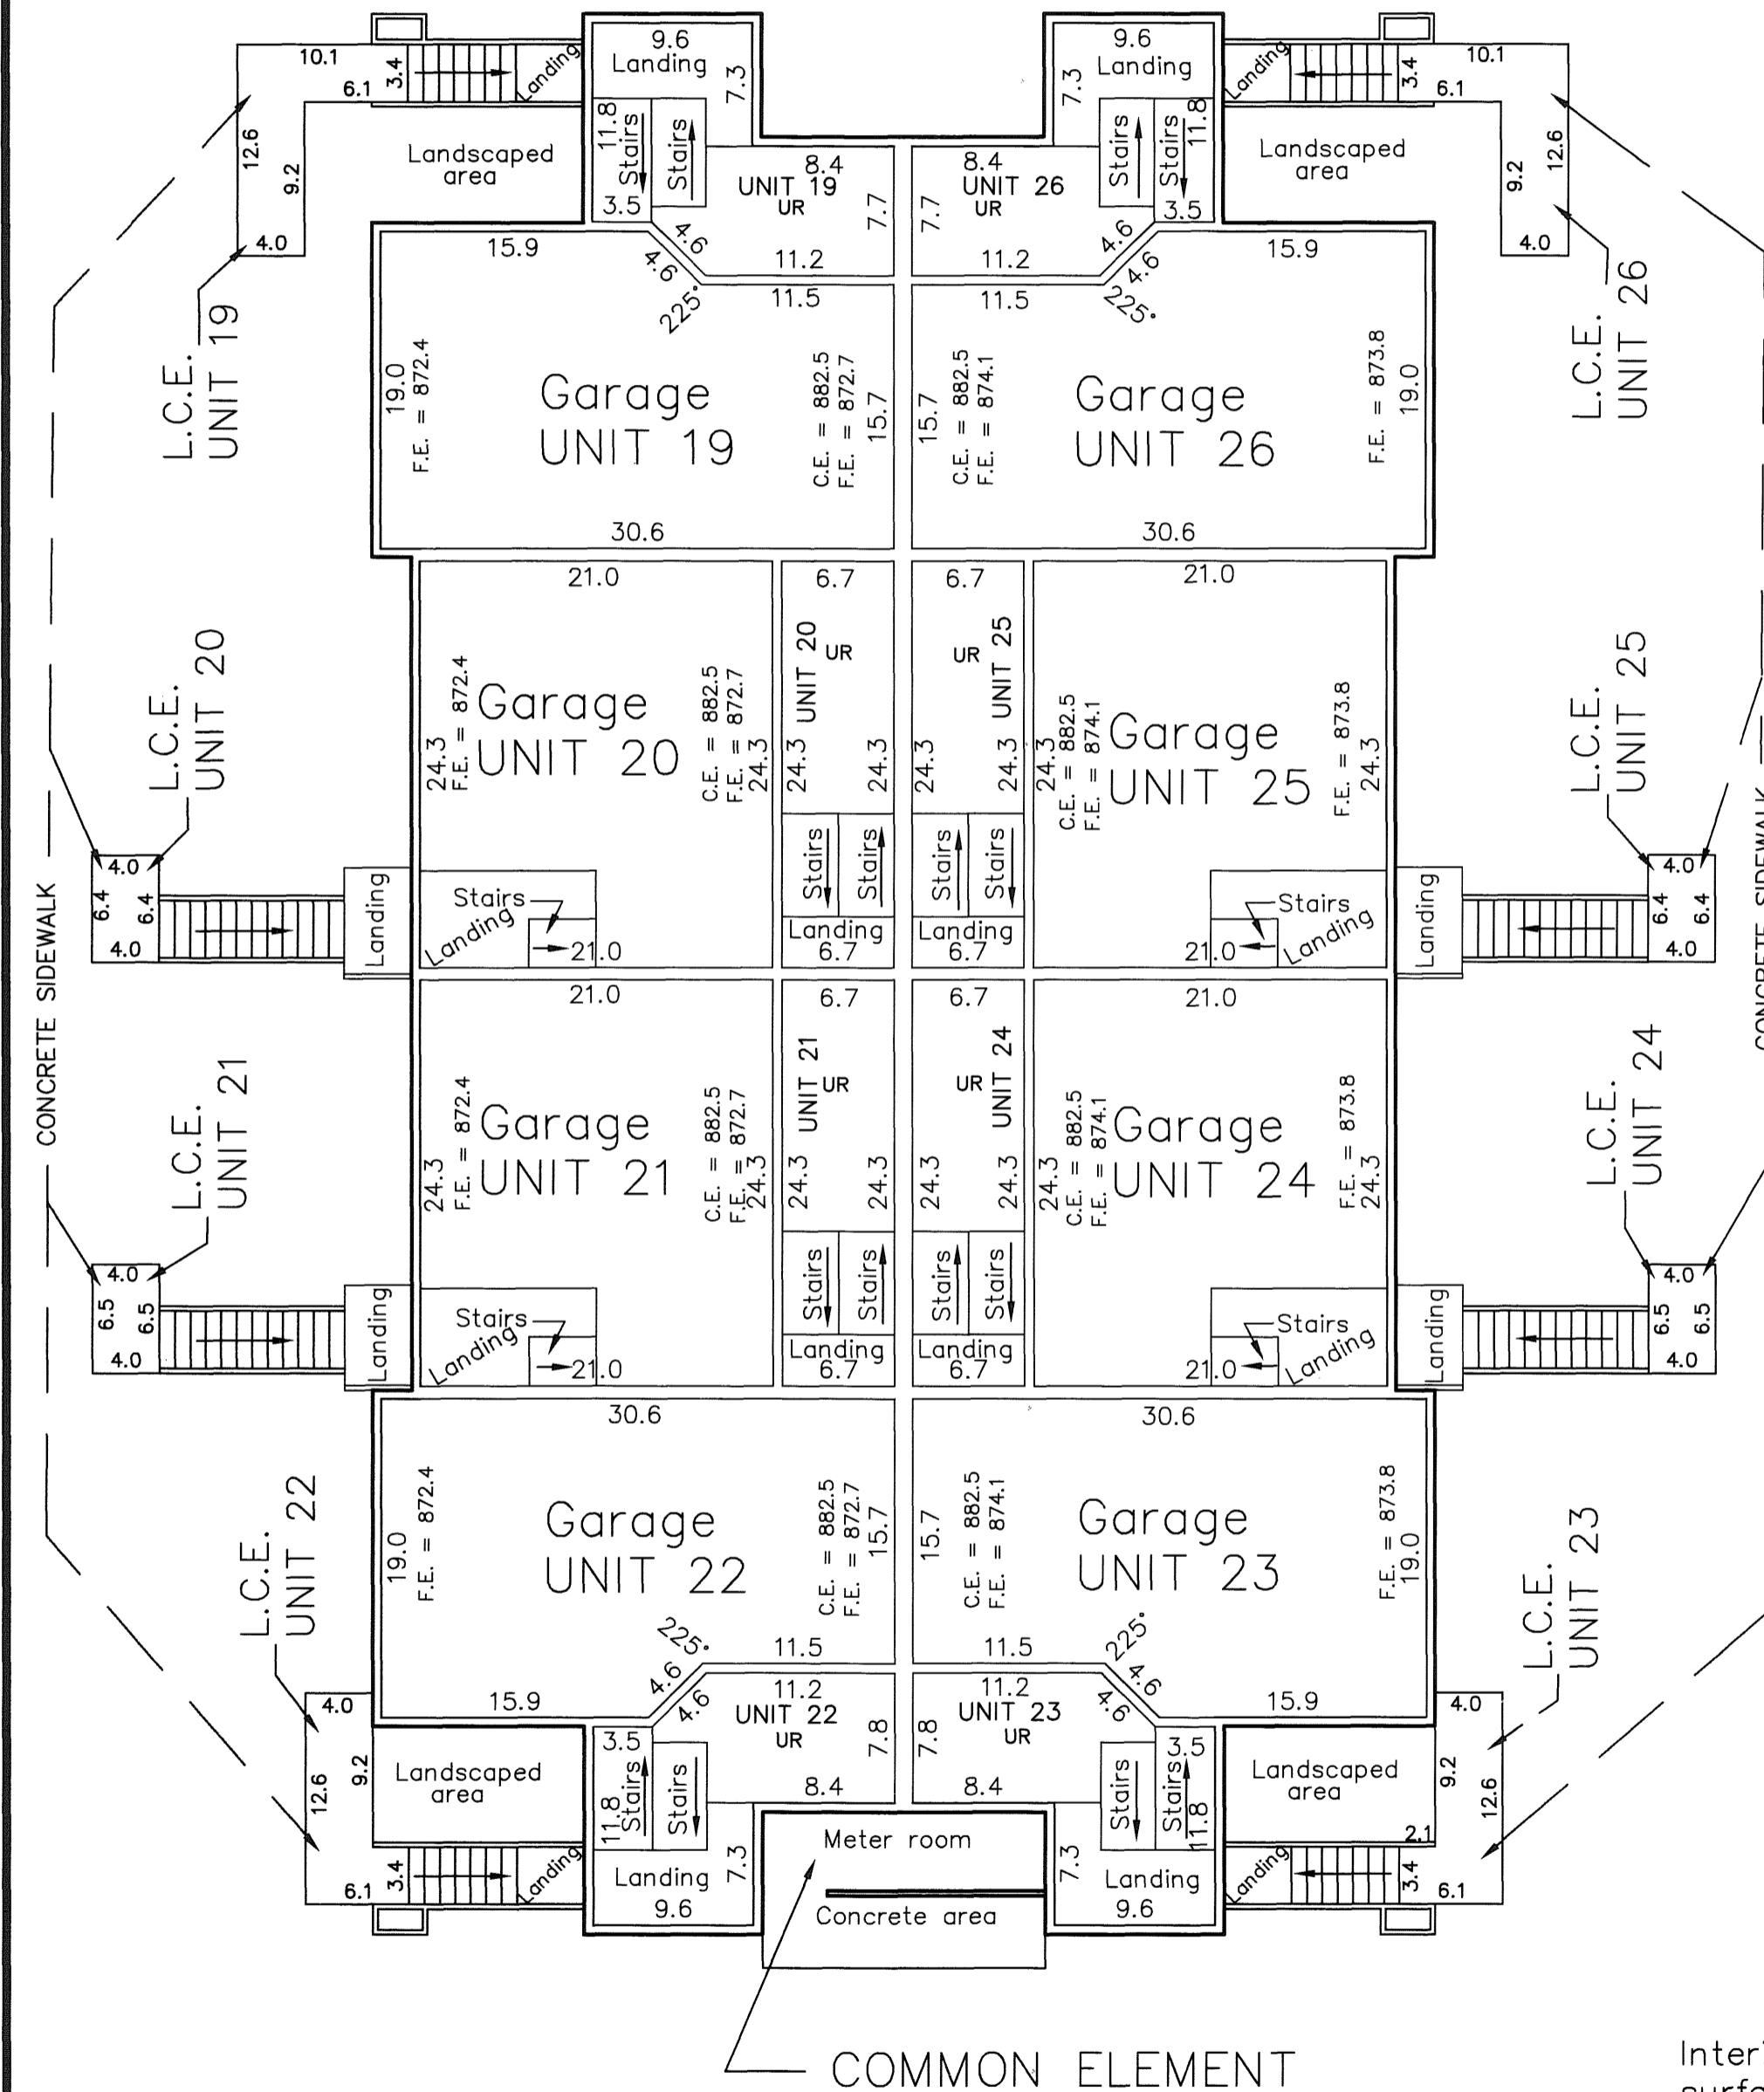 9.6
Landing
7.3
11.8
Stairs
Stairs
3.5
10.1
3.4
6.1
Landing
12.6
9.2
4.0
Landscaped
area
8.4
UNIT 19
UR
7.7
4.6
11.2
9.6
Landing
7.3
11.8
Stairs
Stairs
3.5
Landing
3.4
10.1
6.1
9.2
12.6
4.0
Landscaped
area
8.4
UNIT 26
UR
7.7
4.6
11.2
L.C.E.
UNIT 19
15.9
4.6
225°
11.5
19.0
F.E. = 872.4
Garage
UNIT 19
C.E. = 882.5
F.E. = 872.7
15.7
30.6
11.5
4.6
225°
15.9
15.7
C.E. = 882.5
F.E. = 874.1
Garage
UNIT 26
F.E. = 873.8
19.0
30.6
L.C.E.
UNIT 26
L.C.E.
UNIT 20
CONCRETE SIDEWALK
4.0
6.4
6.4
4.0
Landing
21.0
24.3
F.E. = 872.4
Garage
UNIT 20
C.E. = 882.5
F.E. = 872.7
24.3
Stairs
Landing
21.0
6.7
UNIT 20
UR
24.3
24.3
Stairs
Stairs
Landing
6.7
6.7
UR
UNIT 25
24.3
24.3
Stairs
Stairs
Landing
6.7
21.0
24.3
C.E. = 882.5
F.E. = 874.1
Garage
UNIT 25
F.E. = 873.8
24.3
Stairs
Landing
21.0
Landing
L.C.E.
UNIT 25
4.0
6.4
6.4
4.0
CONCRETE SIDEWALK
L.C.E.
UNIT 21
4.0
6.5
6.5
4.0
Landing
21.0
24.3
F.E. = 872.4
Garage
UNIT 21
C.E. = 882.5
F.E. = 872.7
24.3
Stairs
Landing
21.0
6.7
UNIT 21
UR
24.3
24.3
Stairs
Stairs
Landing
6.7
6.7
UR
UNIT 24
24.3
24.3
Stairs
Stairs
Landing
6.7
21.0
24.3
C.E. = 882.5
F.E. = 874.1
Garage
UNIT 24
F.E. = 873.8
24.3
Stairs
Landing
21.0
Landing
L.C.E.
UNIT 24
4.0
6.5
6.5
4.0
L.C.E.
UNIT 22
30.6
19.0
F.E. = 872.4
Garage
UNIT 22
C.E. = 882.5
F.E. = 872.7
15.7
225°
11.5
4.6
15.9
30.6
15.7
C.E. = 882.5
F.E. = 874.1
Garage
UNIT 23
F.E. = 873.8
19.0
11.5
225°
4.6
15.9
L.C.E.
UNIT 23
4.0
12.6
9.2
6.1
3.4
Landing
Landscaped
area
4.6
11.2
UNIT 22
UR
7.8
8.4
3.5
11.8
Stairs
Stairs
Landing
9.6
7.3
11.2
4.6
UNIT 23
UR
7.8
8.4
3.5
Stairs
Stairs
11.8
7.3
Landing
9.6
Landscaped
area
2.1
4.0
9.2
12.6
Landing
3.4
6.1
Meter room
Concrete area
COMMON ELEMENT